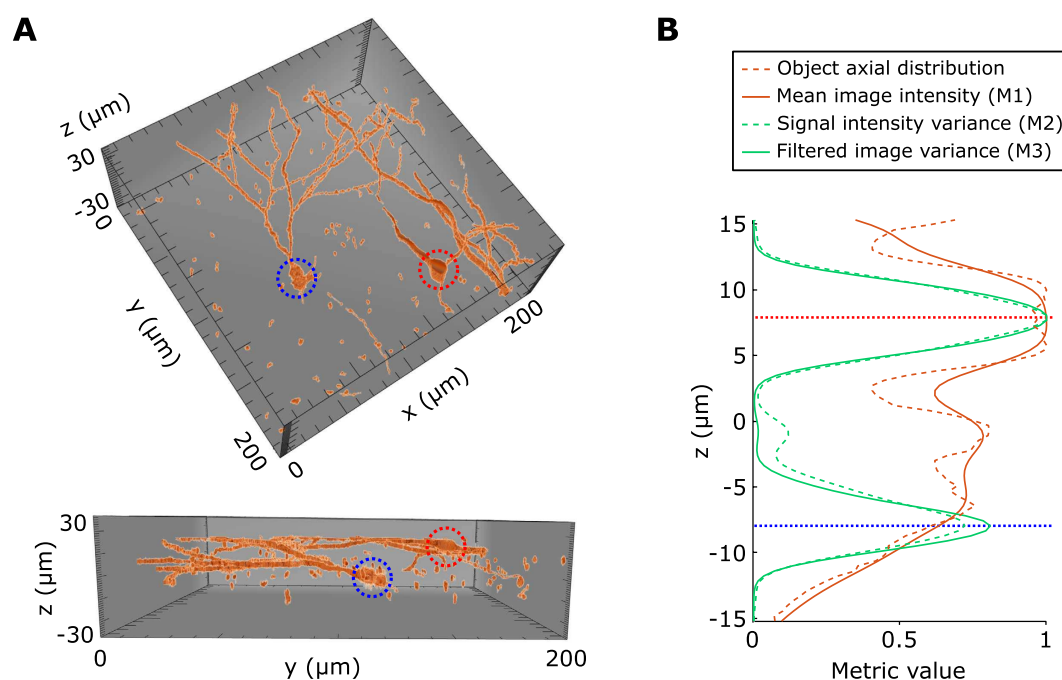 A
z (µm)
30
-30
0
y (µm)
200
0
x (µm)
200
30
z (µm)
-30
0
y (µm)
200
B
Object axial distribution
Mean image intensity (M1)
Signal intensity variance (M2)
Filtered image variance (M3)
15
10
5
0
-5
-10
-15
z (µm)
0
0.5
1
Metric value